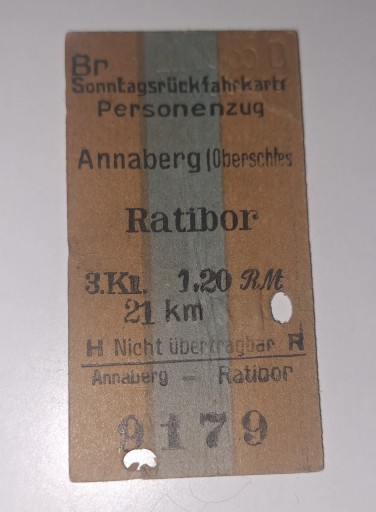 Br
Sonntagsrückfahrkarte
Personenzug
Annaberg (Oberschles
Ratibor
3.Kl. 1.20 RM
21 km
H Nicht übertragbar R
Annaberg — Ratibor
9179